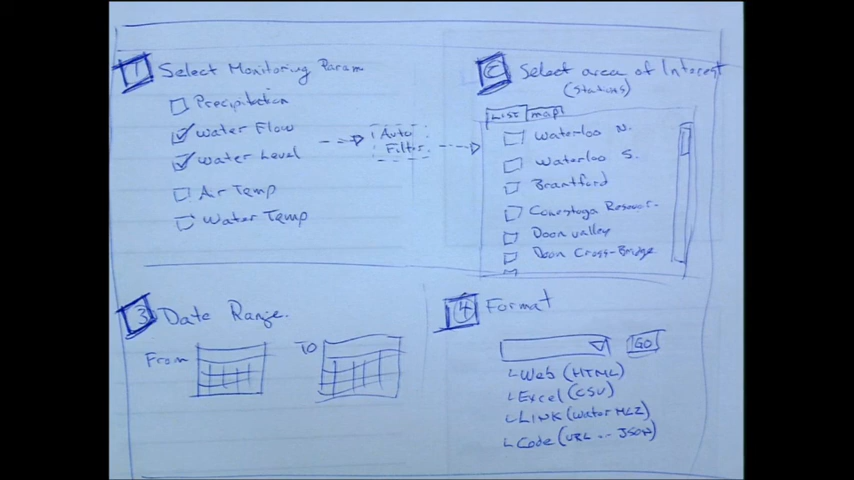 1 Select Monitoring Param
Precipitation
Water Flow
Water Level
Air Temp
Water Temp
Auto
Filter
Select area of Interest
(Stations)
LIST map
Waterloo N.
Waterloo S.
Brantford
Conestoga Reservoir.
Doon valley
Doon Cross-Bridge
3 Date Range.
From
TO
4 Format
GO
Web (HTML)
Excel (CSV)
LINK (WaterML2)
Code (URL ... JSON)